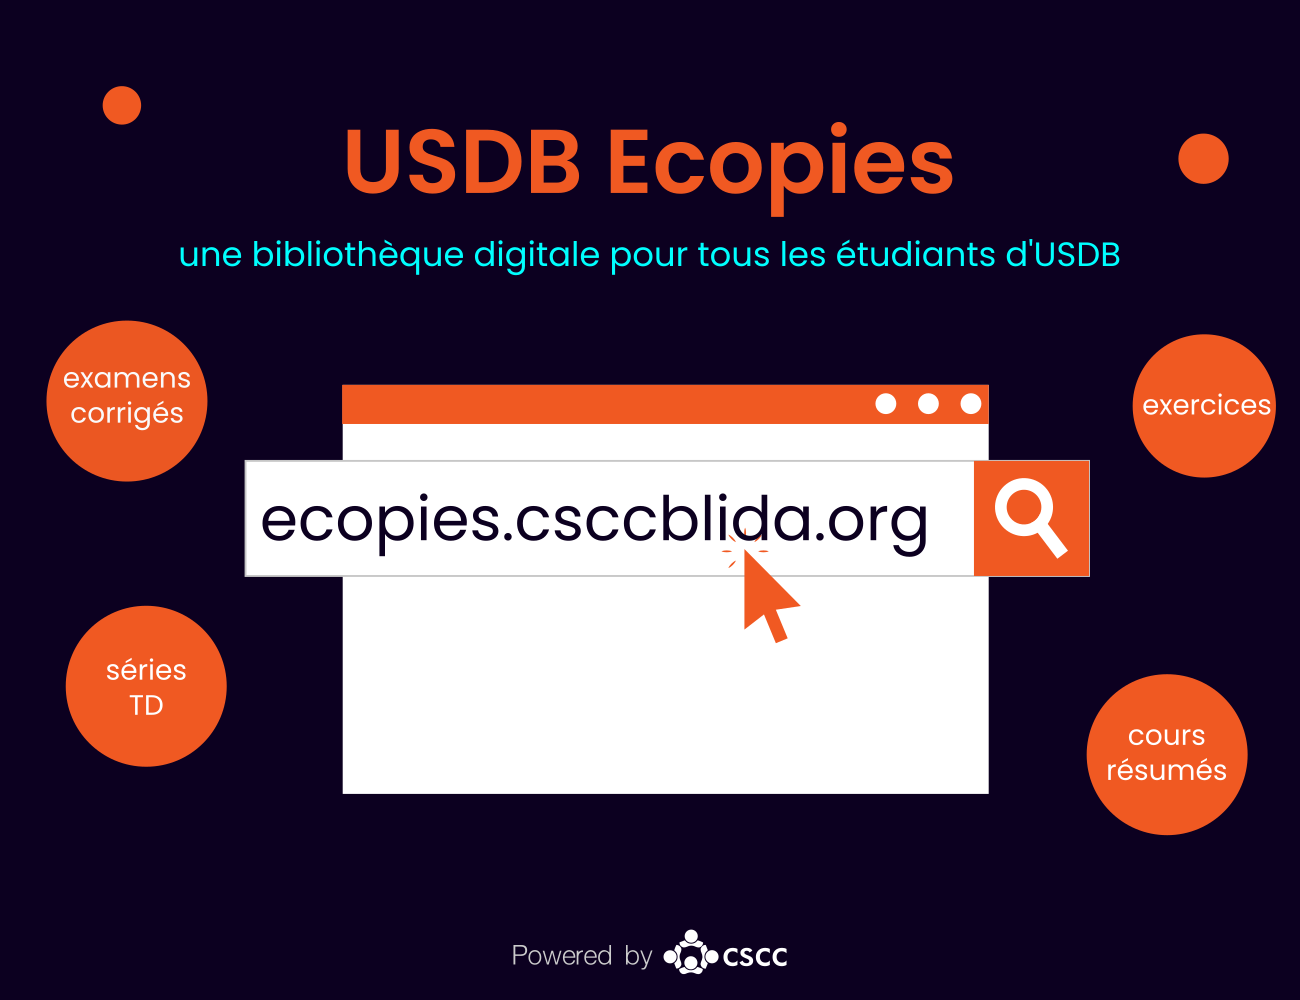 USDB Ecopies
une bibliothèque digitale pour tous les étudiants d'USDB
examens
corrigés
exercices
ecopies.csccblida.org
séries
TD
cours
résumés
Powered by CSCC